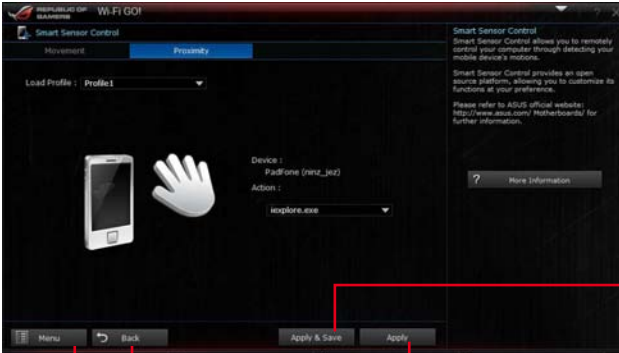 REPUBLIC OF
GAMERS
Wi-Fi GO!
Smart Sensor Control
Movement
Proximity
Load Profile : Profile1
Device :
PadFone (ninz_jez)
Action :
iexplore.exe
Menu
Back
Apply & Save
Apply
Smart Sensor Control
Smart Sensor Control allows you to remotely
control your computer through detecting your
mobile device's motions.
Smart Sensor Control provides an open
source platform, allowing you to customize its
functions at your preference.
Please refer to ASUS official website:
http://www.asus.com/ Motherboards/ for
further information.
? More Information